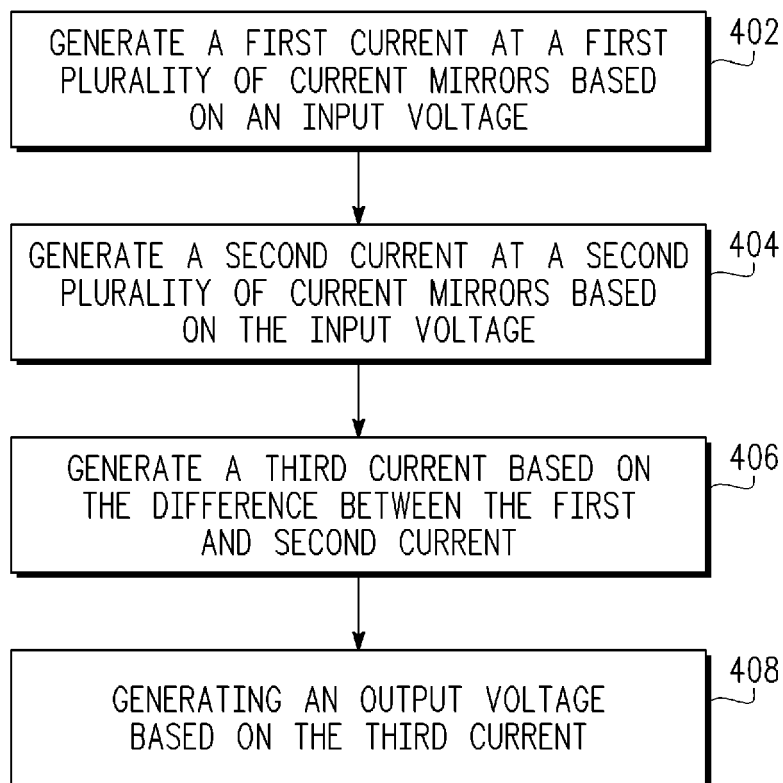 GENERATE A FIRST CURRENT AT A FIRST
PLURALITY OF CURRENT MIRRORS BASED
ON AN INPUT VOLTAGE
402
GENERATE A SECOND CURRENT AT A SECOND
PLURALITY OF CURRENT MIRRORS BASED
ON THE INPUT VOLTAGE
404
GENERATE A THIRD CURRENT BASED ON
THE DIFFERENCE BETWEEN THE FIRST
AND SECOND CURRENT
406
GENERATING AN OUTPUT VOLTAGE
BASED ON THE THIRD CURRENT
408